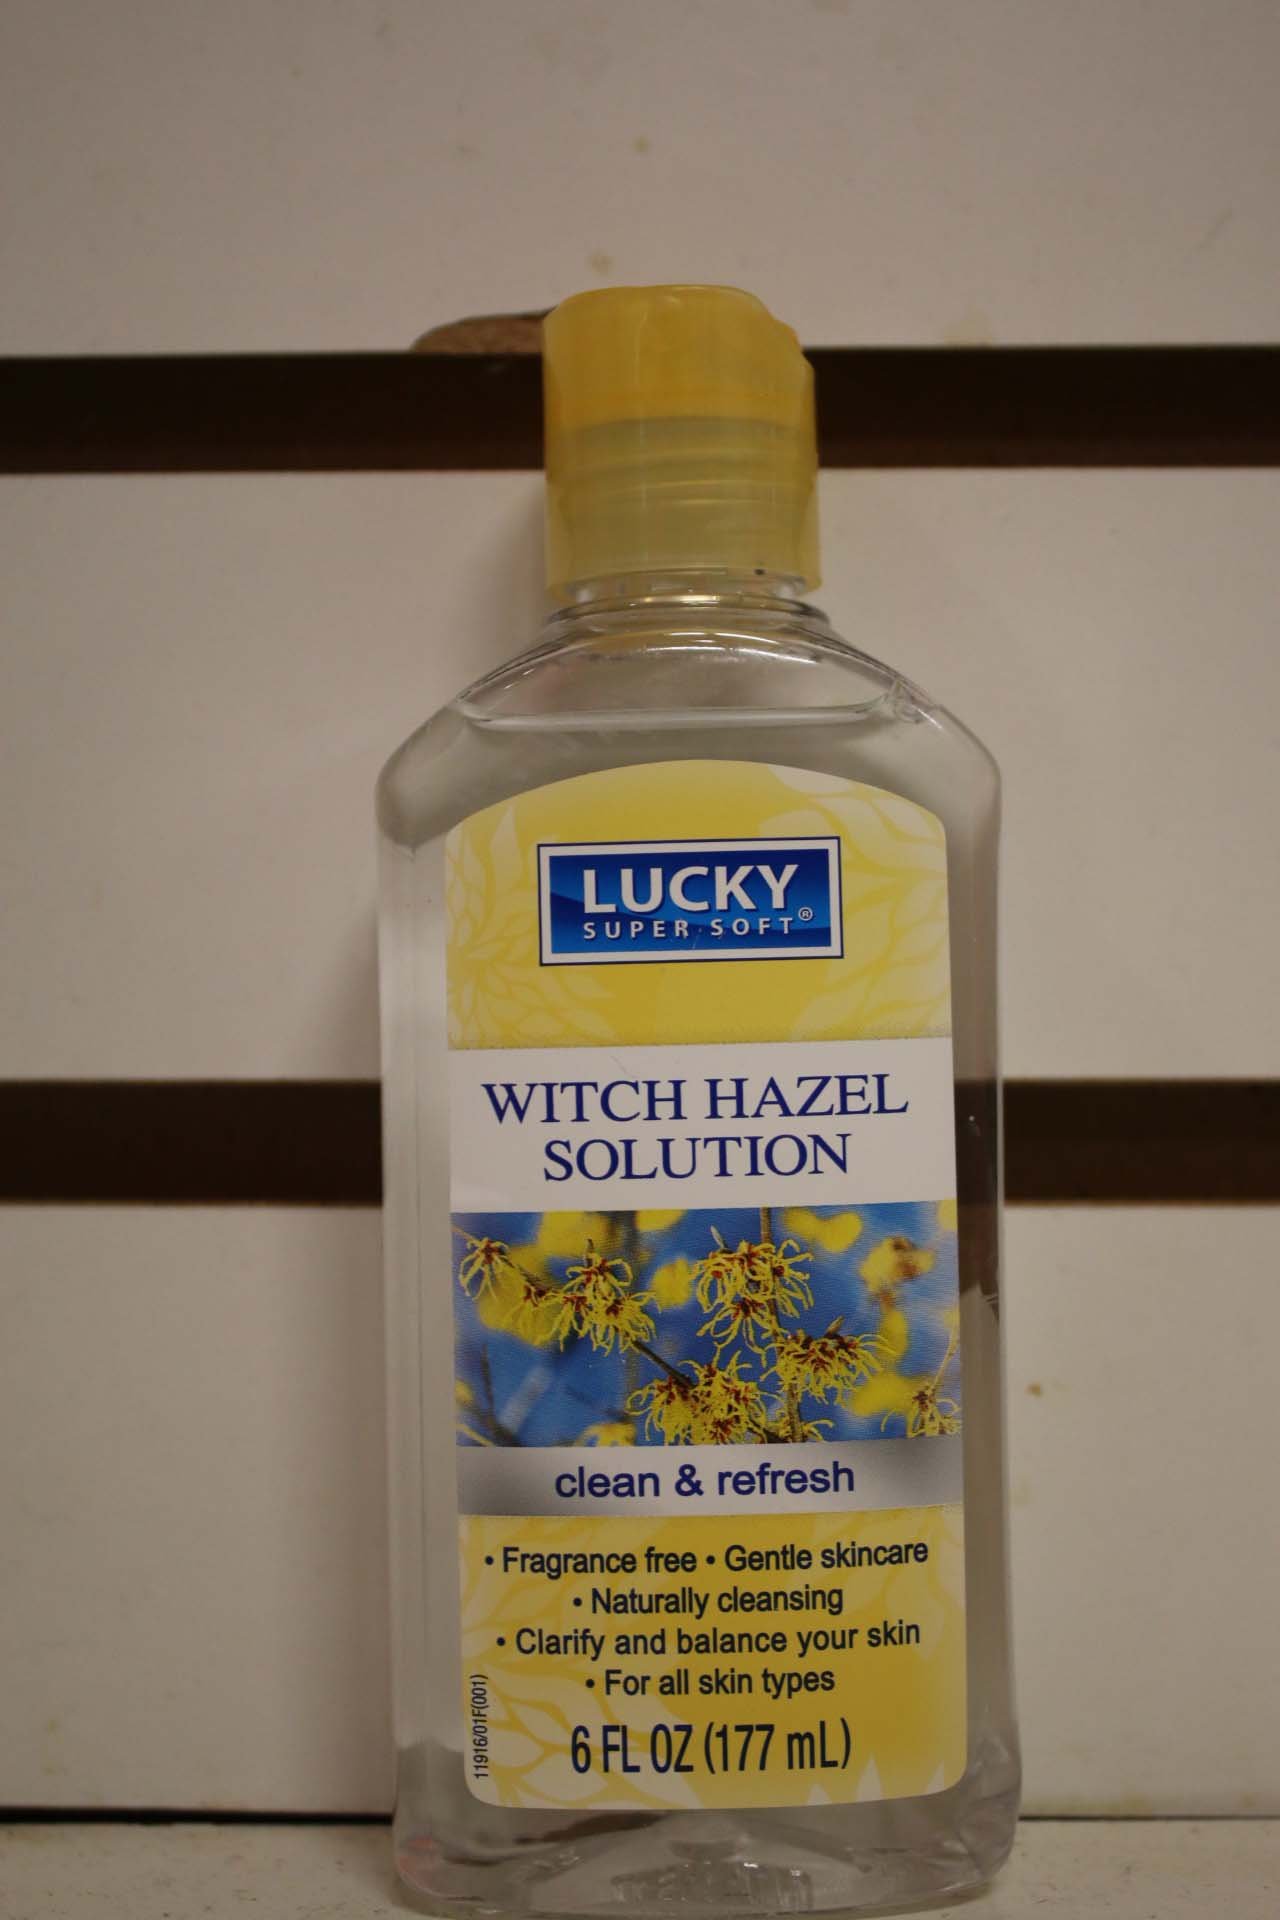 LUCKY
SUPER SOFT®
WITCH HAZEL
SOLUTION
clean & refresh
• Fragrance free • Gentle skincare
• Naturally cleansing
• Clarify and balance your skin
• For all skin types
6 FL OZ (177 mL)
11916/01F(001)